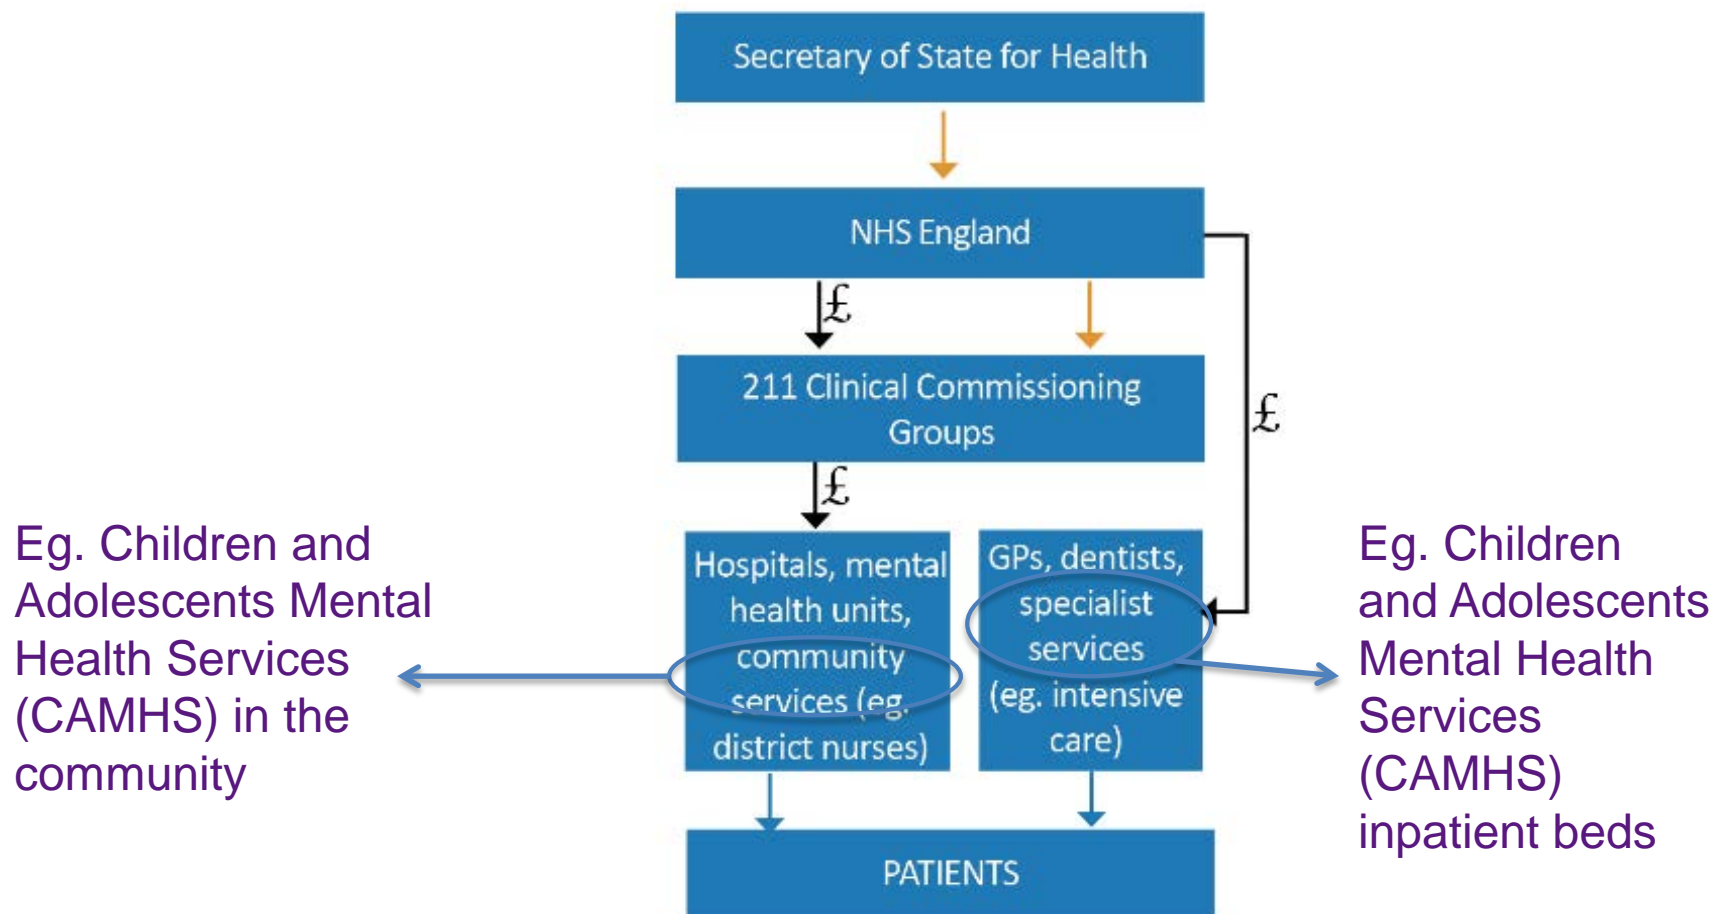 Secretary of State for Health
NHS England
£
211 Clinical Commissioning
Groups
£
£
Eg. Children and
Adolescents Mental
Health Services
(CAMHS) in the
community
Hospitals, mental
health units,
community
services (eg.
district nurses)
GPs, dentists,
specialist
services
(eg. intensive
care)
Eg. Children
and Adolescents
Mental Health
Services
(CAMHS)
inpatient beds
PATIENTS